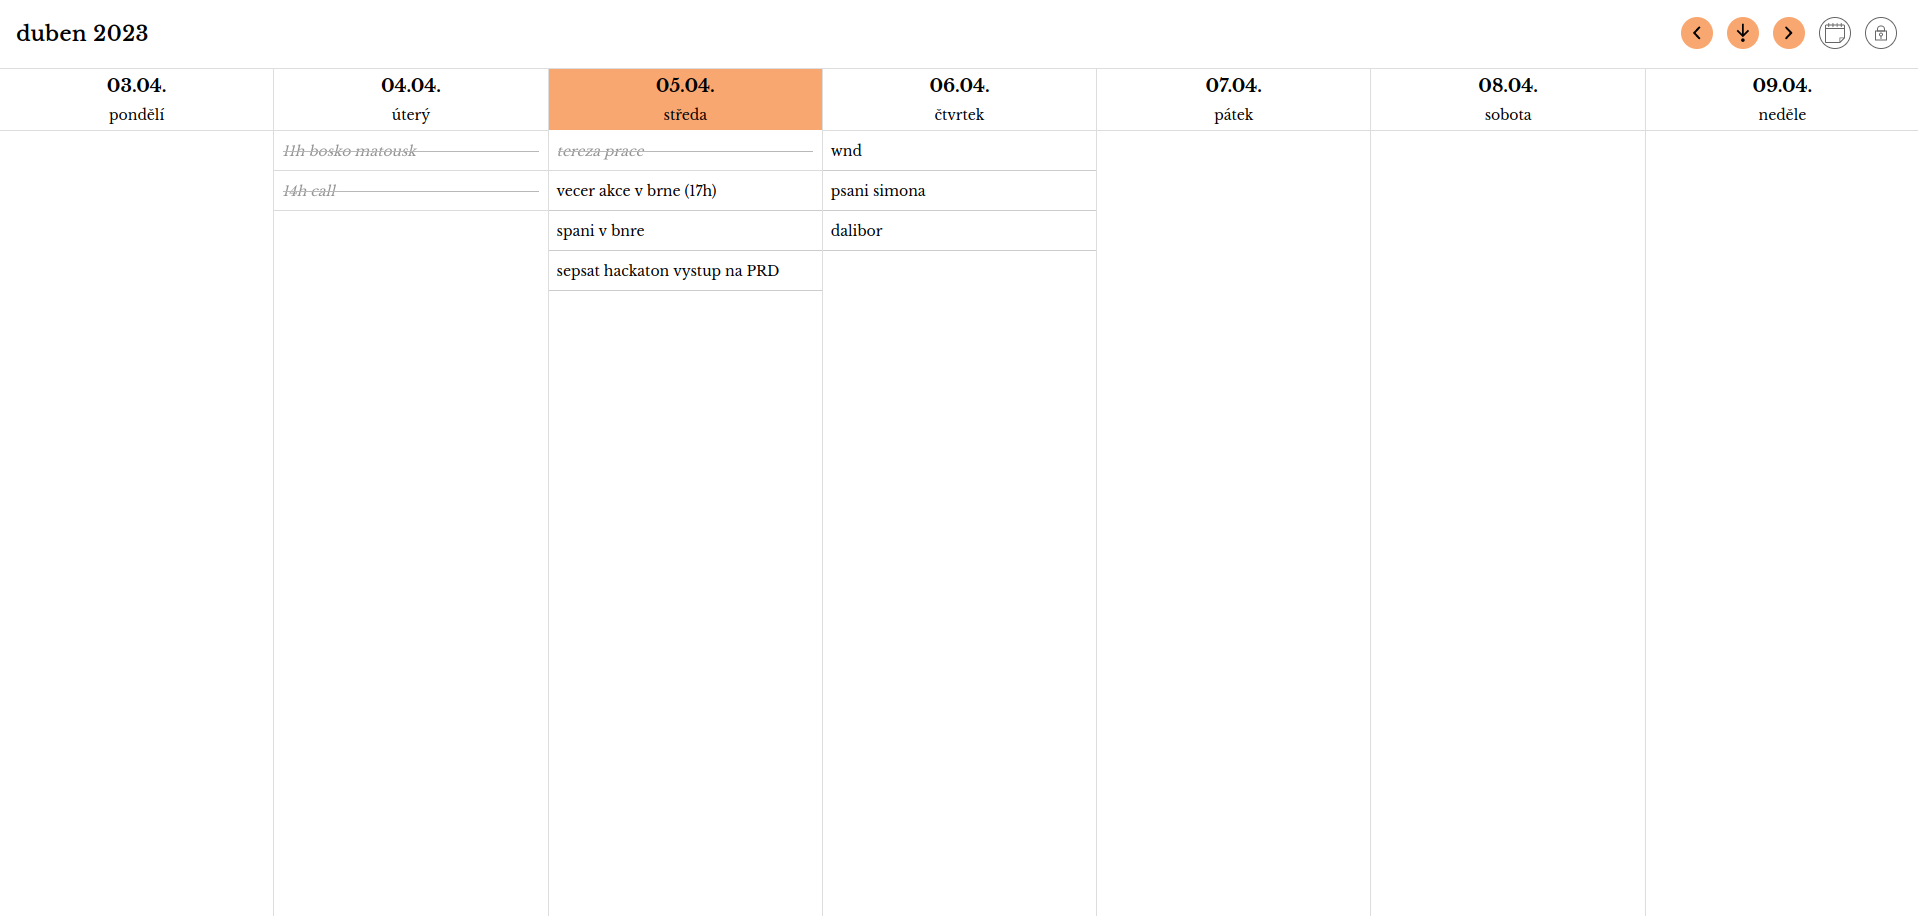 duben 2023
03.04.
pondělí
04.04.
úterý
05.04.
středa
06.04.
čtvrtek
07.04.
pátek
08.04.
sobota
09.04.
neděle
11h bosko matousk
14h call
tereza prace
vecer akce v brne (17h)
spani v bnre
sepsat hackaton vystup na PRD
wnd
psani simona
dalibor